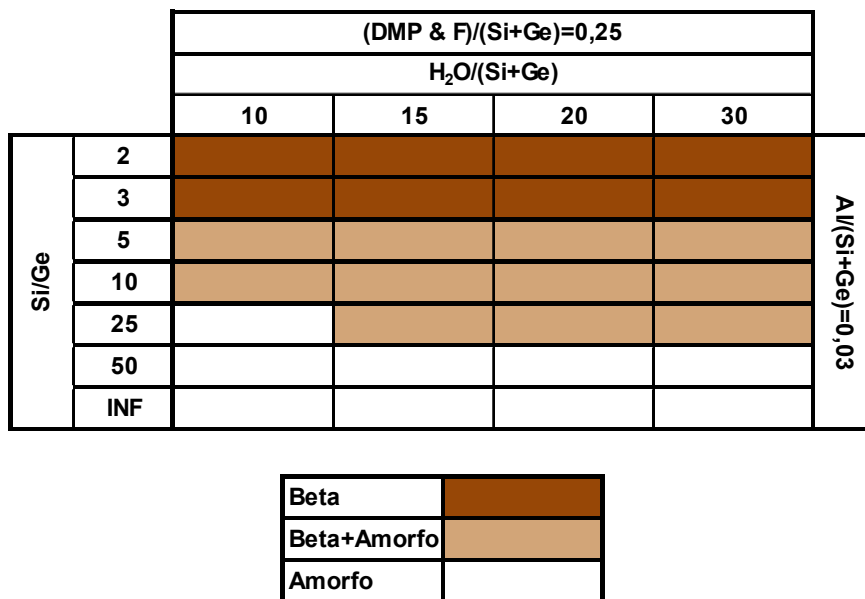 (DMP & F)/(Si+Ge)=0,25
H₂O/(Si+Ge)
10 15 20 30
Si/Ge
2
3
5
10
25
50
INF
Al/(Si+Ge)=0,03
Beta
Beta+Amorfo
Amorfo